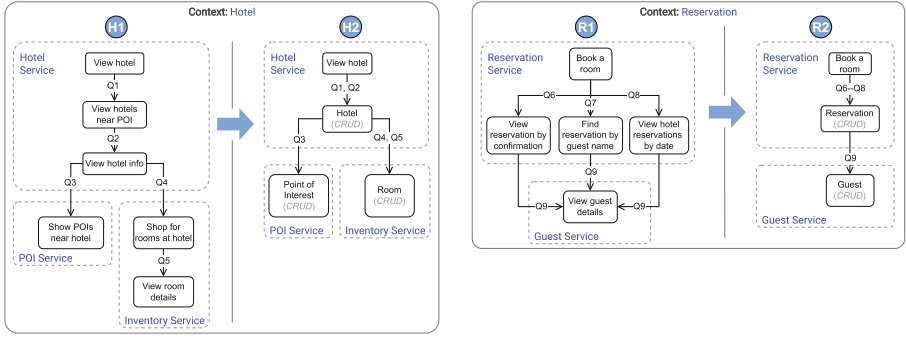 Context: Hotel
H1
H2
Hotel
Service
View hotel
Q1
View hotels
near POI
Q2
View hotel info
Q3
Q4
Show POIs
near hotel
POI Service
Shop for
rooms at hotel
Q5
View room
details
Inventory Service
Hotel
Service
View hotel
Q1, Q2
Hotel
(CRUD)
Q3
Q4, Q5
Point of
Interest
(CRUD)
POI Service
Room
(CRUD)
Inventory Service
Context: Reservation
R1
R2
Reservation
Service
Book a
room
Q6
Q7
Q8
View
reservation by
confirmation
Find
reservation by
guest name
View hotel
reservations
by date
Q9
Q9
Q9
View guest
details
Guest Service
Reservation
Service
Book a
room
Q6--Q8
Reservation
(CRUD)
Q9
Guest
(CRUD)
Guest Service